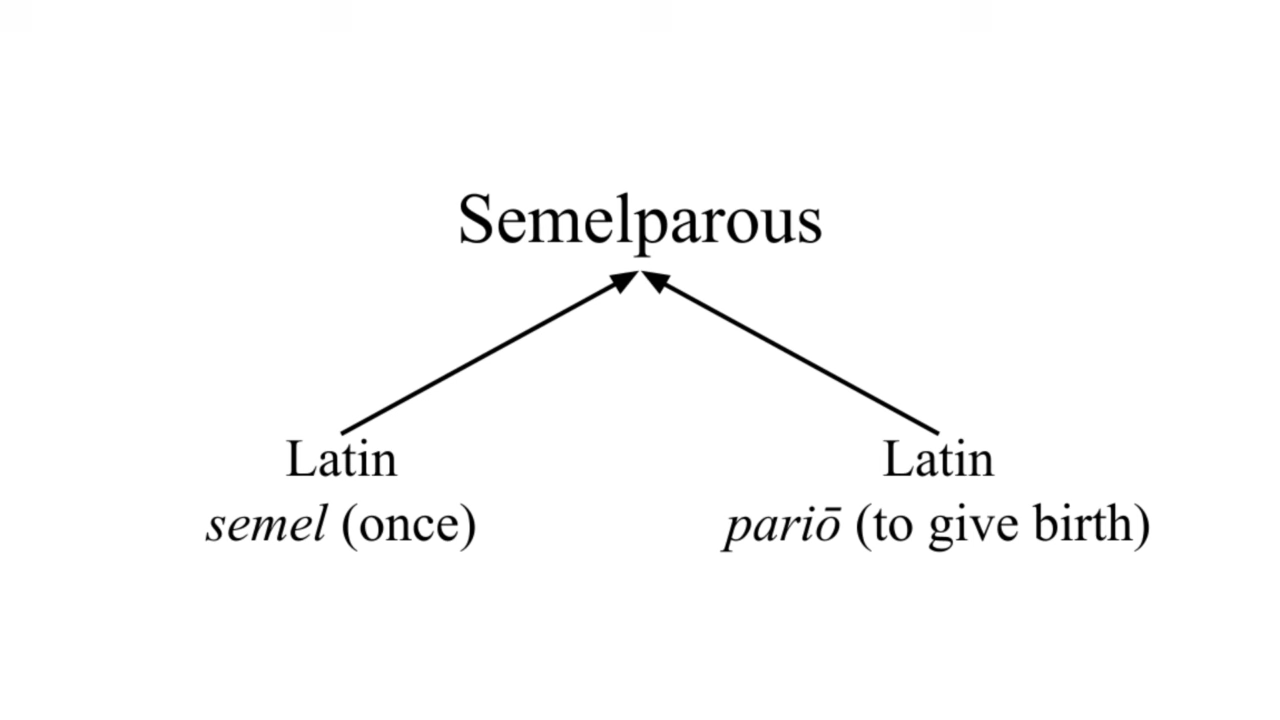 Semelparous
Latin
Latin
semel (once)
pariō (to give birth)